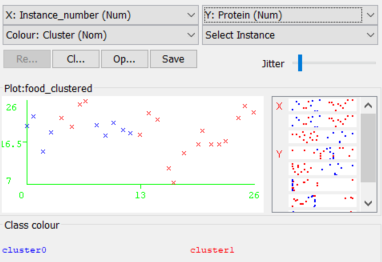 X: Instance_number (Num) Y: Protein (Num)
Colour: Cluster (Nom) Select Instance
Re... Cl... Op... Save Jitter
Plot:food_clustered
26
16.5
7
0 13 26
X
Y
Class colour
cluster0 cluster1